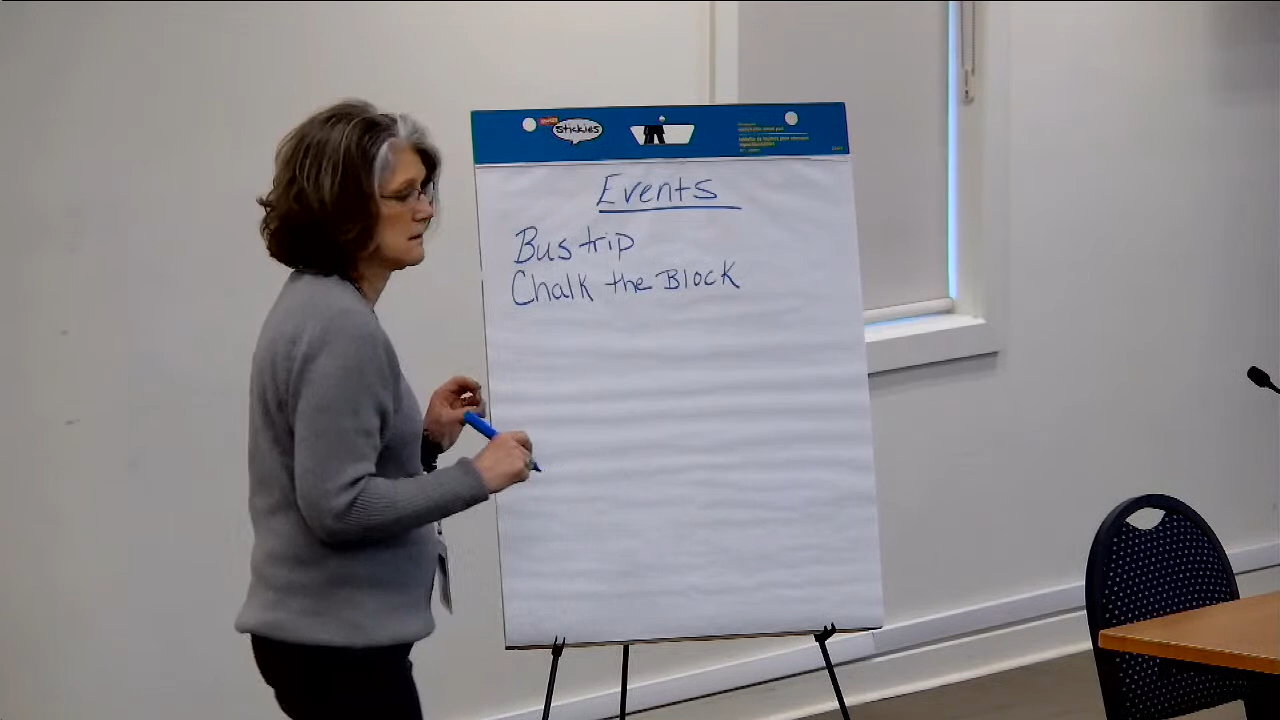 stickies
Events
Bus trip
Chalk the Block